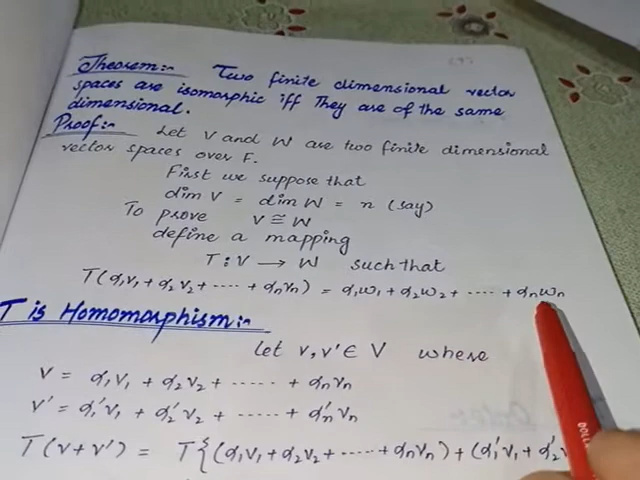 Theorem:- Two finite dimensional vector
spaces are isomorphic iff They are of the same
dimensional.
Proof:- Let V and W are two finite dimensional
vector spaces over F.
First we suppose that
dim V = dim W = n (say)
To prove V ≅ W
define a mapping
T : V → W such that
T(α₁v₁ + α₂v₂ + ---- + αₙvₙ) = α₁w₁ + α₂w₂ + ---- + αₙwₙ
T is Homomorphism:-
let v, v' ∈ V where
v = α₁v₁ + α₂v₂ + ----- + αₙvₙ
v' = α₁'v₁ + α₂'v₂ + ----- + αₙ'vₙ
T(v+v') = T{(α₁v₁ + α₂v₂ + ---- + αₙvₙ) + (α₁'v₁ + α₂'v